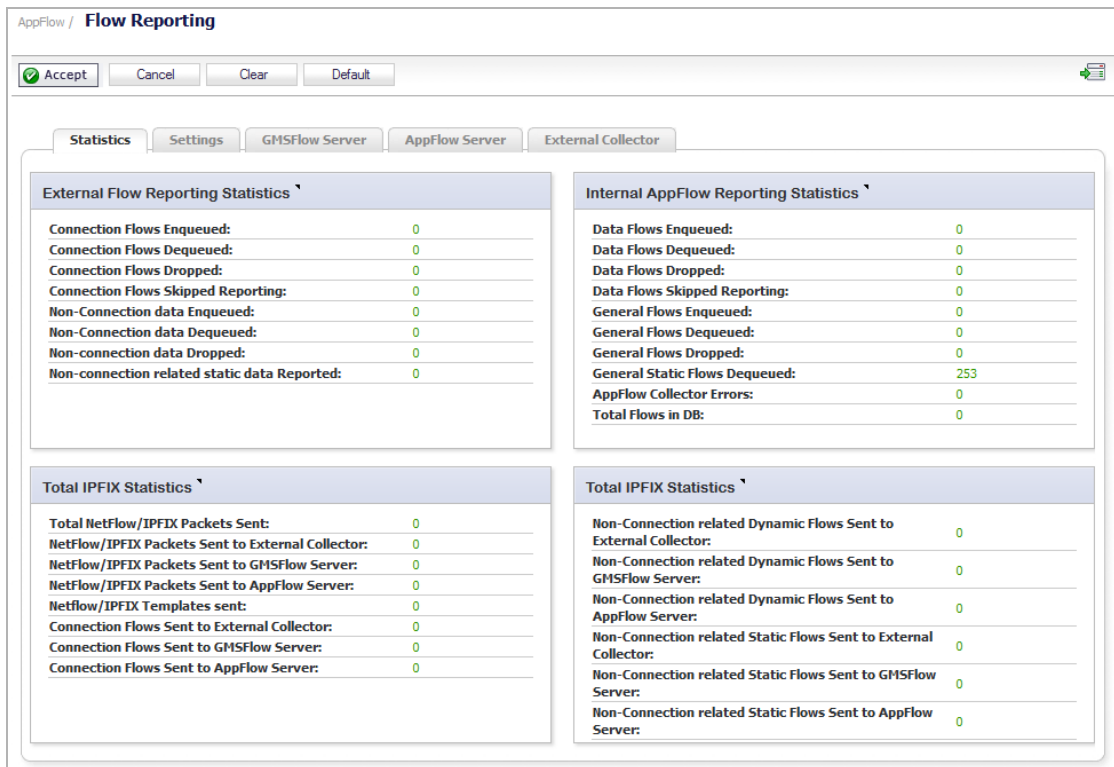 AppFlow / Flow Reporting
Accept Cancel Clear Default
Statistics Settings GMSFlow Server AppFlow Server External Collector
External Flow Reporting Statistics
Connection Flows Enqueued: 0
Connection Flows Dequeued: 0
Connection Flows Dropped: 0
Connection Flows Skipped Reporting: 0
Non-Connection data Enqueued: 0
Non-Connection data Dequeued: 0
Non-connection data Dropped: 0
Non-connection related static data Reported: 0
Internal AppFlow Reporting Statistics
Data Flows Enqueued: 0
Data Flows Dequeued: 0
Data Flows Dropped: 0
Data Flows Skipped Reporting: 0
General Flows Enqueued: 0
General Flows Dequeued: 0
General Flows Dropped: 0
General Static Flows Dequeued: 253
AppFlow Collector Errors: 0
Total Flows in DB: 0
Total IPFIX Statistics
Total NetFlow/IPFIX Packets Sent: 0
NetFlow/IPFIX Packets Sent to External Collector: 0
NetFlow/IPFIX Packets Sent to GMSFlow Server: 0
NetFlow/IPFIX Packets Sent to AppFlow Server: 0
Netflow/IPFIX Templates sent: 0
Connection Flows Sent to External Collector: 0
Connection Flows Sent to GMSFlow Server: 0
Connection Flows Sent to AppFlow Server: 0
Total IPFIX Statistics
Non-Connection related Dynamic Flows Sent to
External Collector: 0
Non-Connection related Dynamic Flows Sent to
GMSFlow Server: 0
Non-Connection related Dynamic Flows Sent to
AppFlow Server: 0
Non-Connection related Static Flows Sent to External
Collector: 0
Non-Connection related Static Flows Sent to GMSFlow
Server: 0
Non-Connection related Static Flows Sent to AppFlow
Server: 0